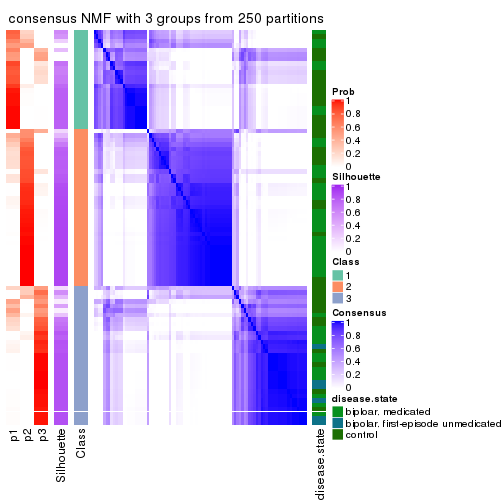 consensus NMF with 3 groups from 250 partitions
disease.state
Prob
1
0.8
0.6
0.4
0.2
0
Silhouette
1
0.8
0.6
0.4
0.2
0
Class
1
2
3
Consensus
1
0.8
0.6
0.4
0.2
0
disease.state
biploar. medicated
bipolar. first-episode unmedicated
control
p1
p2
p3
Silhouette
Class
disease.state